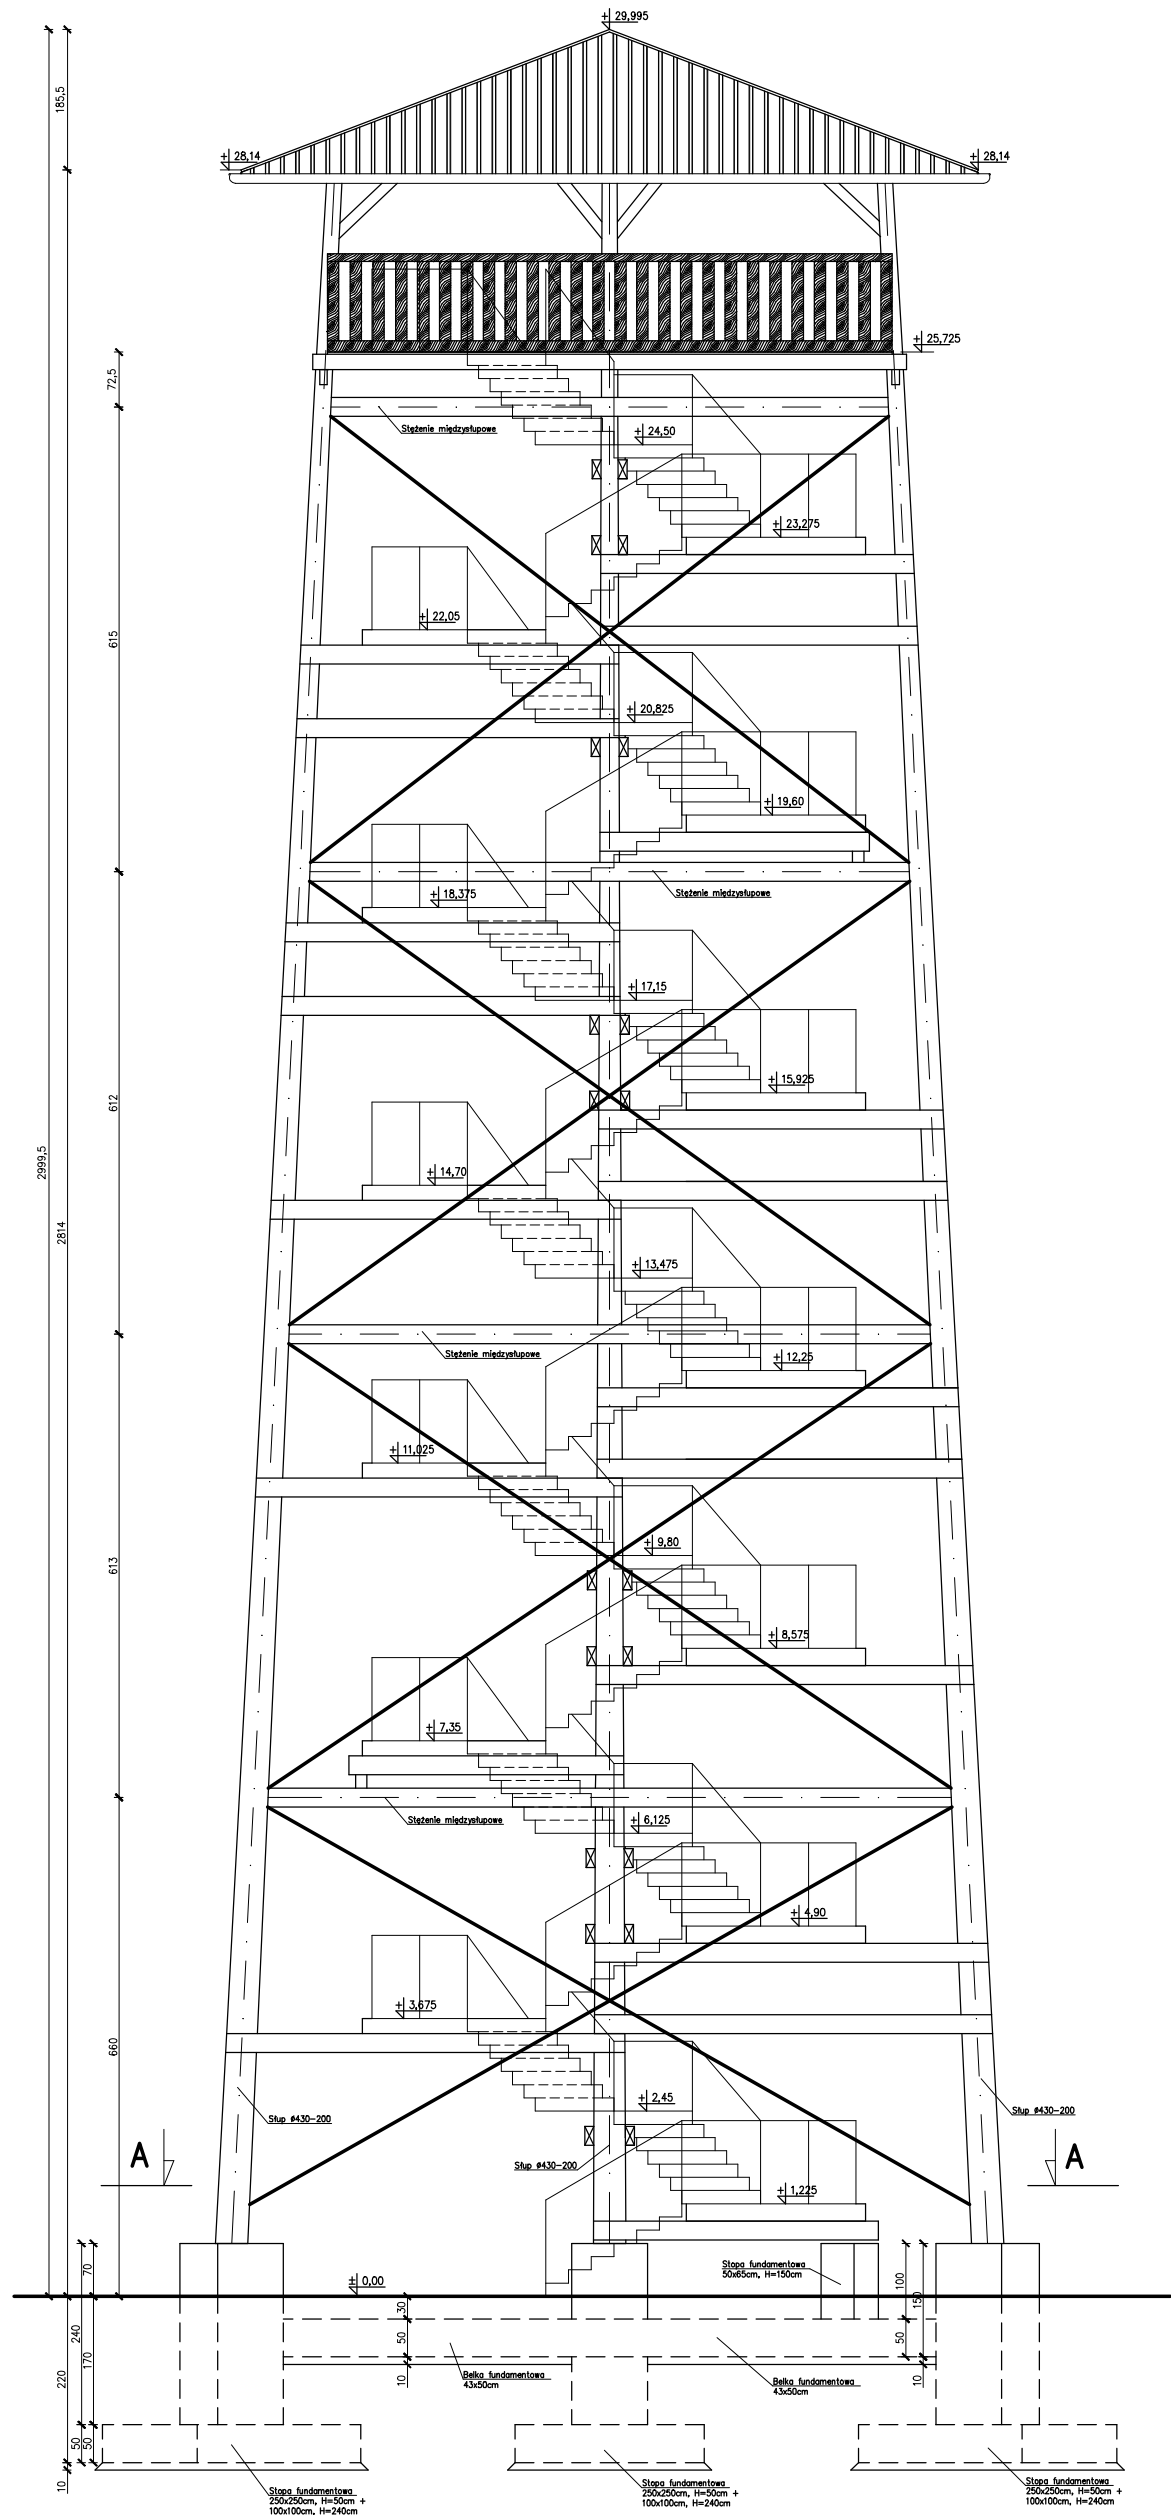 + 29,995
185,5
+ 28,14
+ 28,14
+ 25,725
72,5
Stężenie międzysłupowe
+ 24,50
+ 23,275
+ 22,05
615
+ 20,825
+ 19,60
Stężenie międzysłupowe
+ 18,375
+ 17,15
+ 15,925
612
2999,5
2814
+ 14,70
+ 13,475
Stężenie międzysłupowe
+ 12,25
+ 11,025
+ 9,80
613
+ 8,575
+ 7,35
Stężenie międzysłupowe
+ 6,125
+ 4,90
+ 3,675
660
+ 2,45
Słup ø430-200
Słup ø430-200
Słup ø430-200
A
A
+ 1,225
70
Stopa fundamentowa
50x65cm, H=150cm
100
150
± 0,00
30
240
170
50
50
220
10
10
Belka fundamentowa
43x50cm
Belka fundamentowa
43x50cm
50
50
10
Stopa fundamentowa
250x250cm, H=50cm +
100x100cm, H=240cm
Stopa fundamentowa
250x250cm, H=50cm +
100x100cm, H=240cm
Stopa fundamentowa
250x250cm, H=50cm +
100x100cm, H=240cm